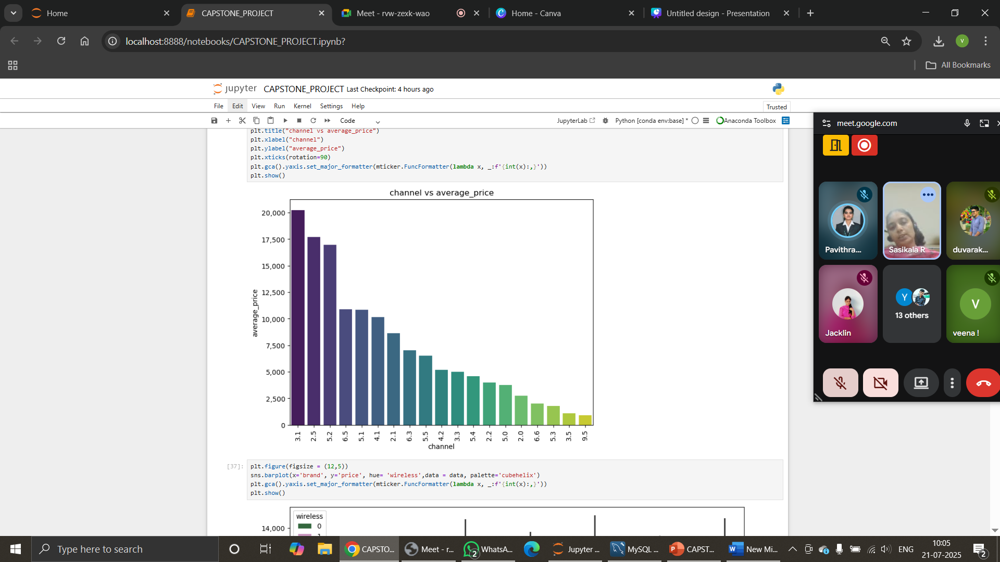 Home
CAPSTONE_PROJECT
Meet - rvw-zexk-wao
Home - Canva
Untitled design - Presentation
localhost:8888/notebooks/CAPSTONE_PROJECT.ipynb?
V
All Bookmarks
jupyter CAPSTONE_PROJECT Last Checkpoint: 4 hours ago
File Edit View Run Kernel Settings Help
Trusted
Code
JupyterLab
Python [conda env:base] *
Anaconda Toolbox
plt.title("channel vs average_price")
plt.xlabel("channel")
plt.ylabel("average_price")
plt.xticks(rotation=90)
plt.gca().yaxis.set_major_formatter(mticker.FuncFormatter(lambda x, _:f'{int(x):,}'))
plt.show()
channel vs average_price
20,000
17,500
15,000
12,500
10,000
7,500
5,000
2,500
0
average_price
3.1 2.5 5.2 6.5 5.1 4.1 2.1 6.3 5.5 4.2 3.3 5.4 2.2 5.0 2.0 6.6 5.3 3.5 9.5
channel
[37]:
plt.figure(figsize = (12,5))
sns.barplot(x='brand', y='price', hue= 'wireless',data = data, palette='cubehelix')
plt.gca().yaxis.set_major_formatter(mticker.FuncFormatter(lambda x, _:f'{int(x):,}'))
plt.show()
wireless
0
14,000
meet.google.com
Pavithra...
Sasikala R
duvarak...
Jacklin
Y
13 others
V
veena !
Type here to search
CAPSTO...
Meet - r...
2
WhatsA...
Jupyter ...
MySQL ...
CAPST...
New Mi...
ENG
10:05
21-07-2025
2